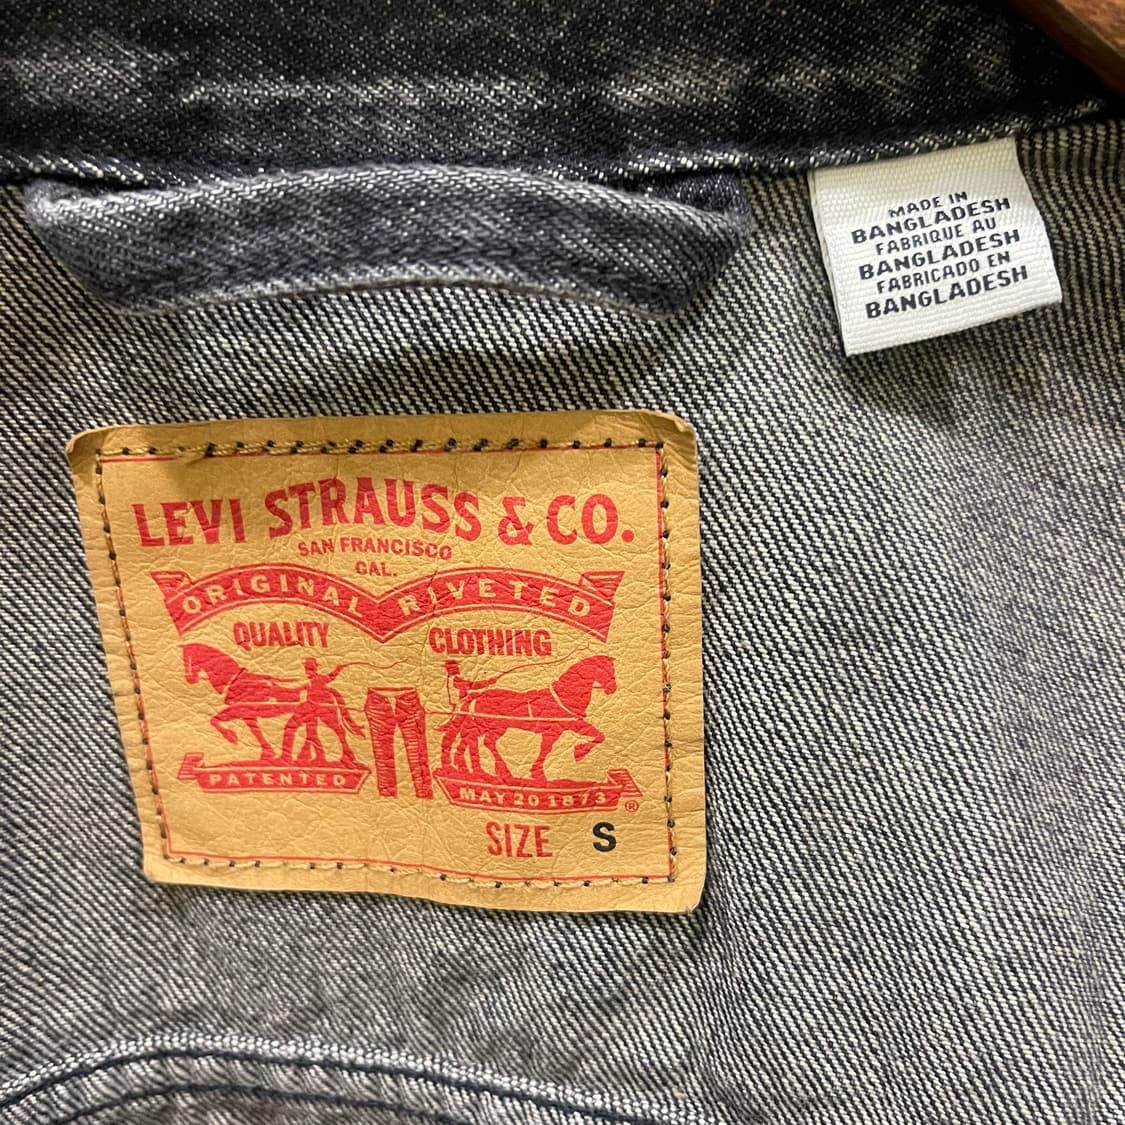 MADE IN
BANGLADESH
FABRIQUE AU
BANGLADESH
FABRICADO EN
BANGLADESH
LEVI STRAUSS & CO.
SAN FRANCISCO
CAL.
ORIGINAL RIVETED
QUALITY CLOTHING
PATENTED MAY 20 1873 ®
SIZE S